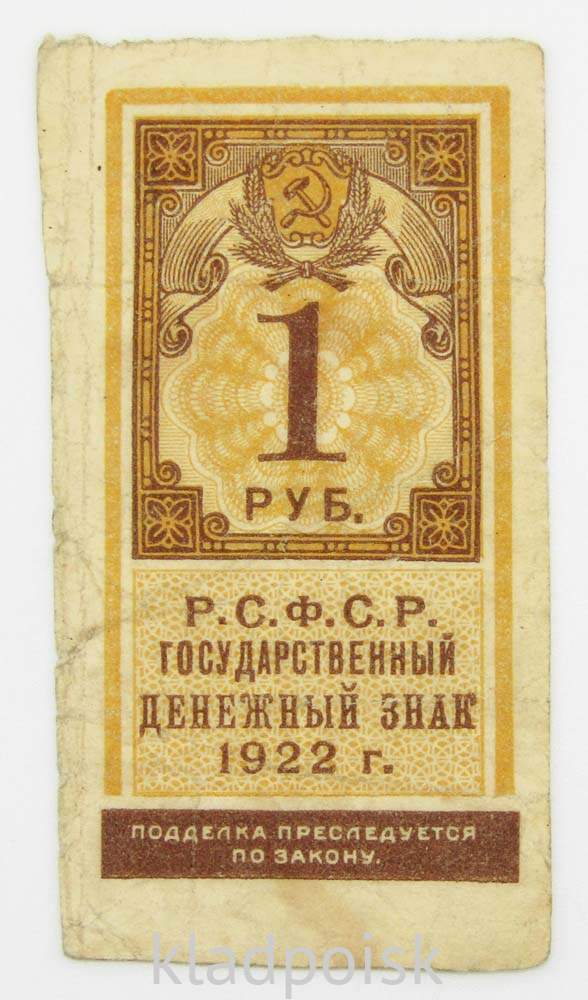 1
РУБ.
Р.С.Ф.С.Р.
ГОСУДАРСТВЕННЫЙ
ДЕНЕЖНЫЙ ЗНАК
1922 г.
ПОДДЕЛКА ПРЕСЛЕДУЕТСЯ
ПО ЗАКОНУ.
kladpoisk